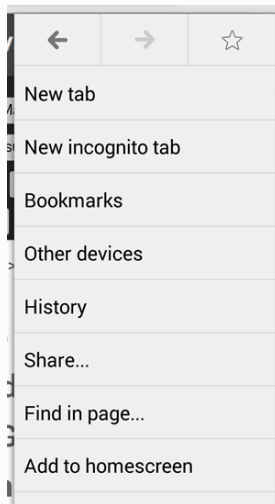 New tab
New incognito tab
Bookmarks
Other devices
History
Share...
Find in page...
Add to homescreen